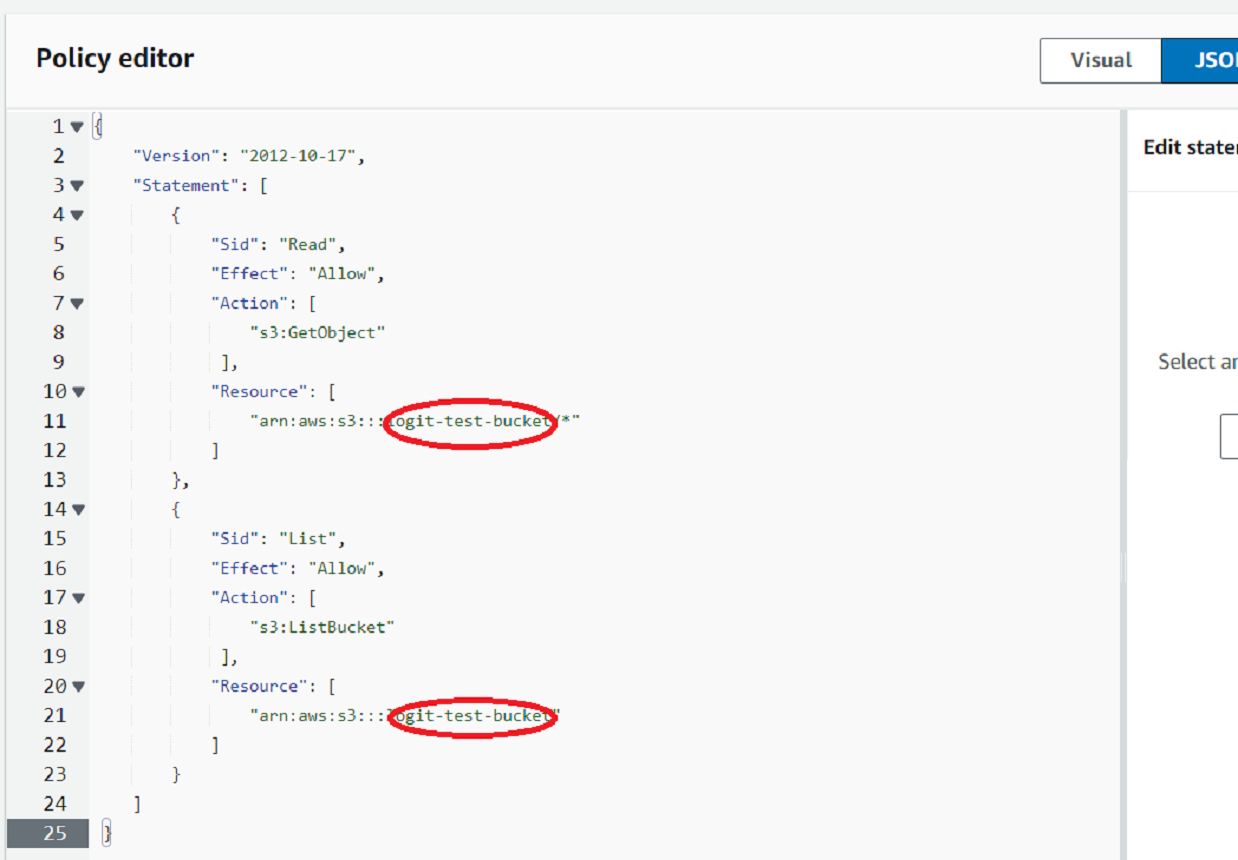 Policy editor
Visual
JSO
1 {
2 "Version": "2012-10-17",
3 "Statement": [
4 {
5 "Sid": "Read",
6 "Effect": "Allow",
7 "Action": [
8 "s3:GetObject"
9 ],
10 "Resource": [
11 "arn:aws:s3:::logit-test-bucket/*"
12 ]
13 },
14 {
15 "Sid": "List",
16 "Effect": "Allow",
17 "Action": [
18 "s3:ListBucket"
19 ],
20 "Resource": [
21 "arn:aws:s3:::logit-test-bucket"
22 ]
23 }
24 ]
25 }
Edit state
Select a